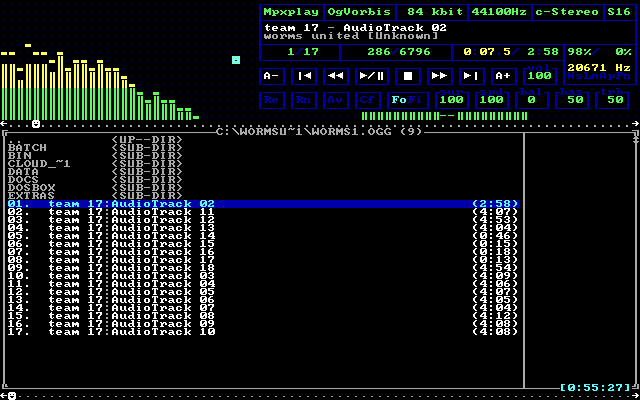 Mpxplay OgVorbis 84 kbit 44100Hz c-Stereo S16
team 17 - AudioTrack 02
worms united [Unknown]
1/17 286/6796 0 07.5/ 2 58 98%/ 0%
20671 Hz
A- A+ 100
Re Rn Av Cf FoFi 100 100 0 50 50
C:\WORMSU~1\WORMS1.OGG (9)
.. <UP--DIR>
BATCH <SUB-DIR>
BIN <SUB-DIR>
CLOUD_~1 <SUB-DIR>
DATA <SUB-DIR>
DOCS <SUB-DIR>
DOSBOX <SUB-DIR>
EXTRAS <SUB-DIR>
01. team 17:AudioTrack 02 (2:58)
02. team 17:AudioTrack 11 (4:07)
03. team 17:AudioTrack 12 (4:53)
04. team 17:AudioTrack 13 (4:04)
05. team 17:AudioTrack 14 (0:46)
06. team 17:AudioTrack 15 (0:15)
07. team 17:AudioTrack 16 (0:18)
08. team 17:AudioTrack 17 (0:13)
09. team 17:AudioTrack 18 (4:54)
10. team 17:AudioTrack 03 (4:09)
11. team 17:AudioTrack 04 (4:06)
12. team 17:AudioTrack 05 (4:07)
13. team 17:AudioTrack 06 (4:05)
14. team 17:AudioTrack 07 (4:04)
15. team 17:AudioTrack 08 (4:12)
16. team 17:AudioTrack 09 (4:08)
17. team 17:AudioTrack 10 (4:08)
[0:55:27]